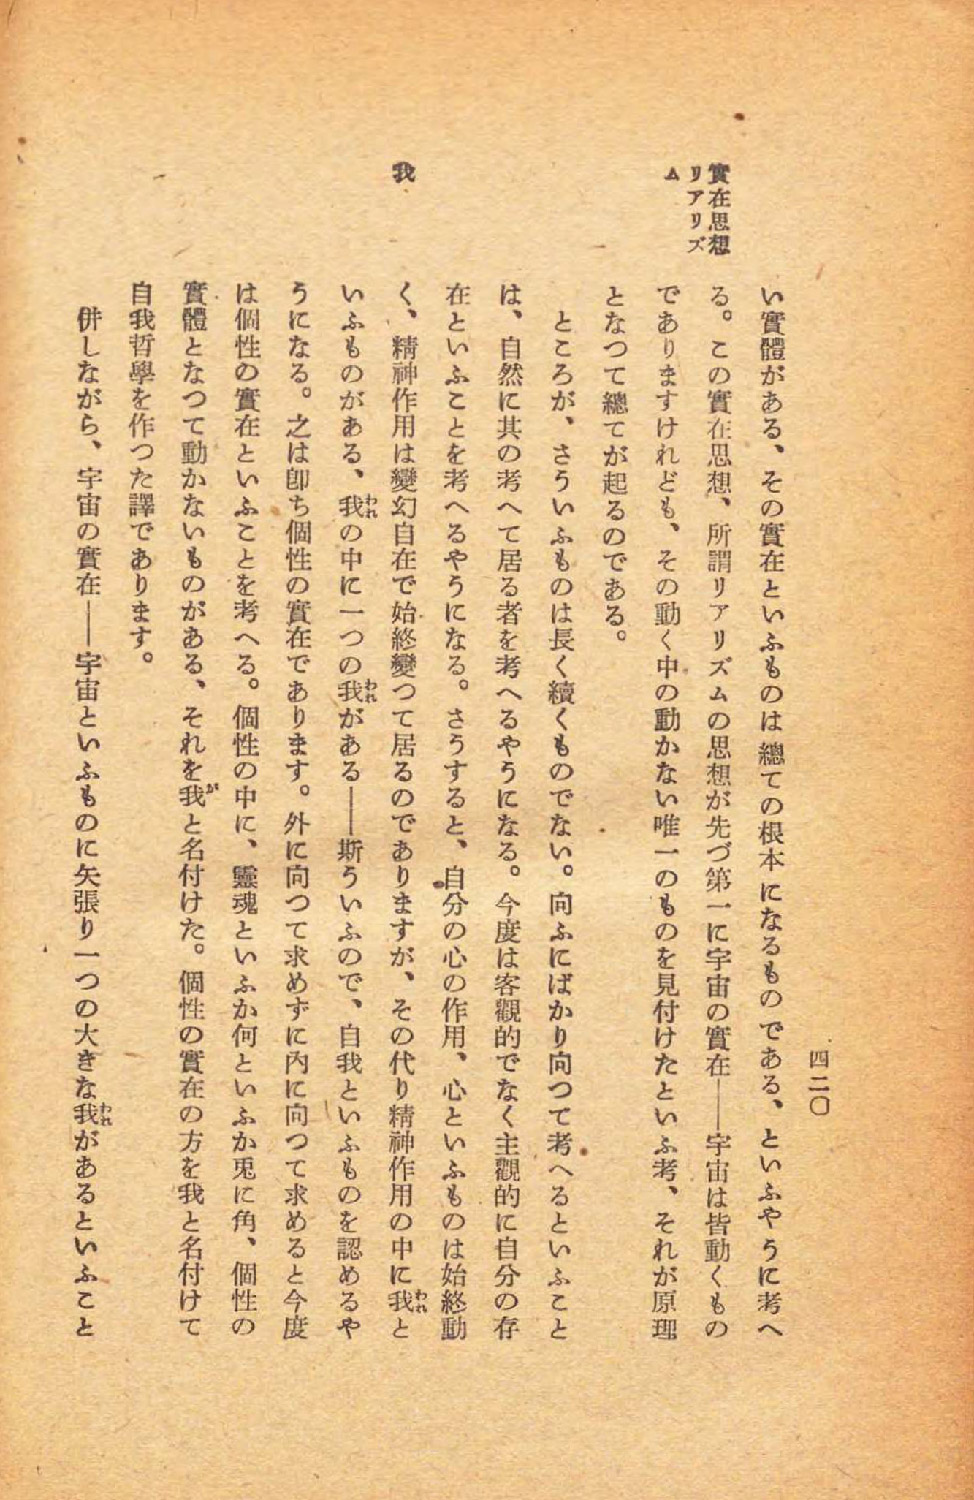 四二〇
實在思想
リアリズ
ム
い實體がある、その實在といふものは總ての根本になるものである、といふやうに考へ
る。この實在思想、所謂リアリズムの思想が先づ第一に宇宙の實在――宇宙は皆動くもの
でありますけれども、その動く中の動かない唯一のものを見付けたといふ考、それが原理
となつて總てが起るのである。
ところが、さういふものは長く續くものでない。向ふにばかり向つて考へるといふこと
は、自然に其の考へて居る者を考へるやうになる。今度は客觀的でなく主觀的に自分の存
在といふことを考へるやうになる。さうすると、自分の心の作用、心といふものは始終動
我
く、精神作用は變幻自在で始終變つて居るのでありますが、その代り精神作用の中に我われと
いふものがある、我われの中に一つの我われがある――斯ういふので、自我といふものを認めるや
うになる。之は卽ち個性の實在であります。外に向つて求めずに內に向つて求めると今度
は個性の實在といふことを考へる。個性の中に、靈魂といふか何といふか兎に角、個性の
實體となつて動かないものがある、それを我がと名付けた。個性の實在の方を我と名付けて
自我哲學を作つた譯であります。
併しながら、宇宙の實在――宇宙といふものに矢張り一つの大きな我われがあるといふこと